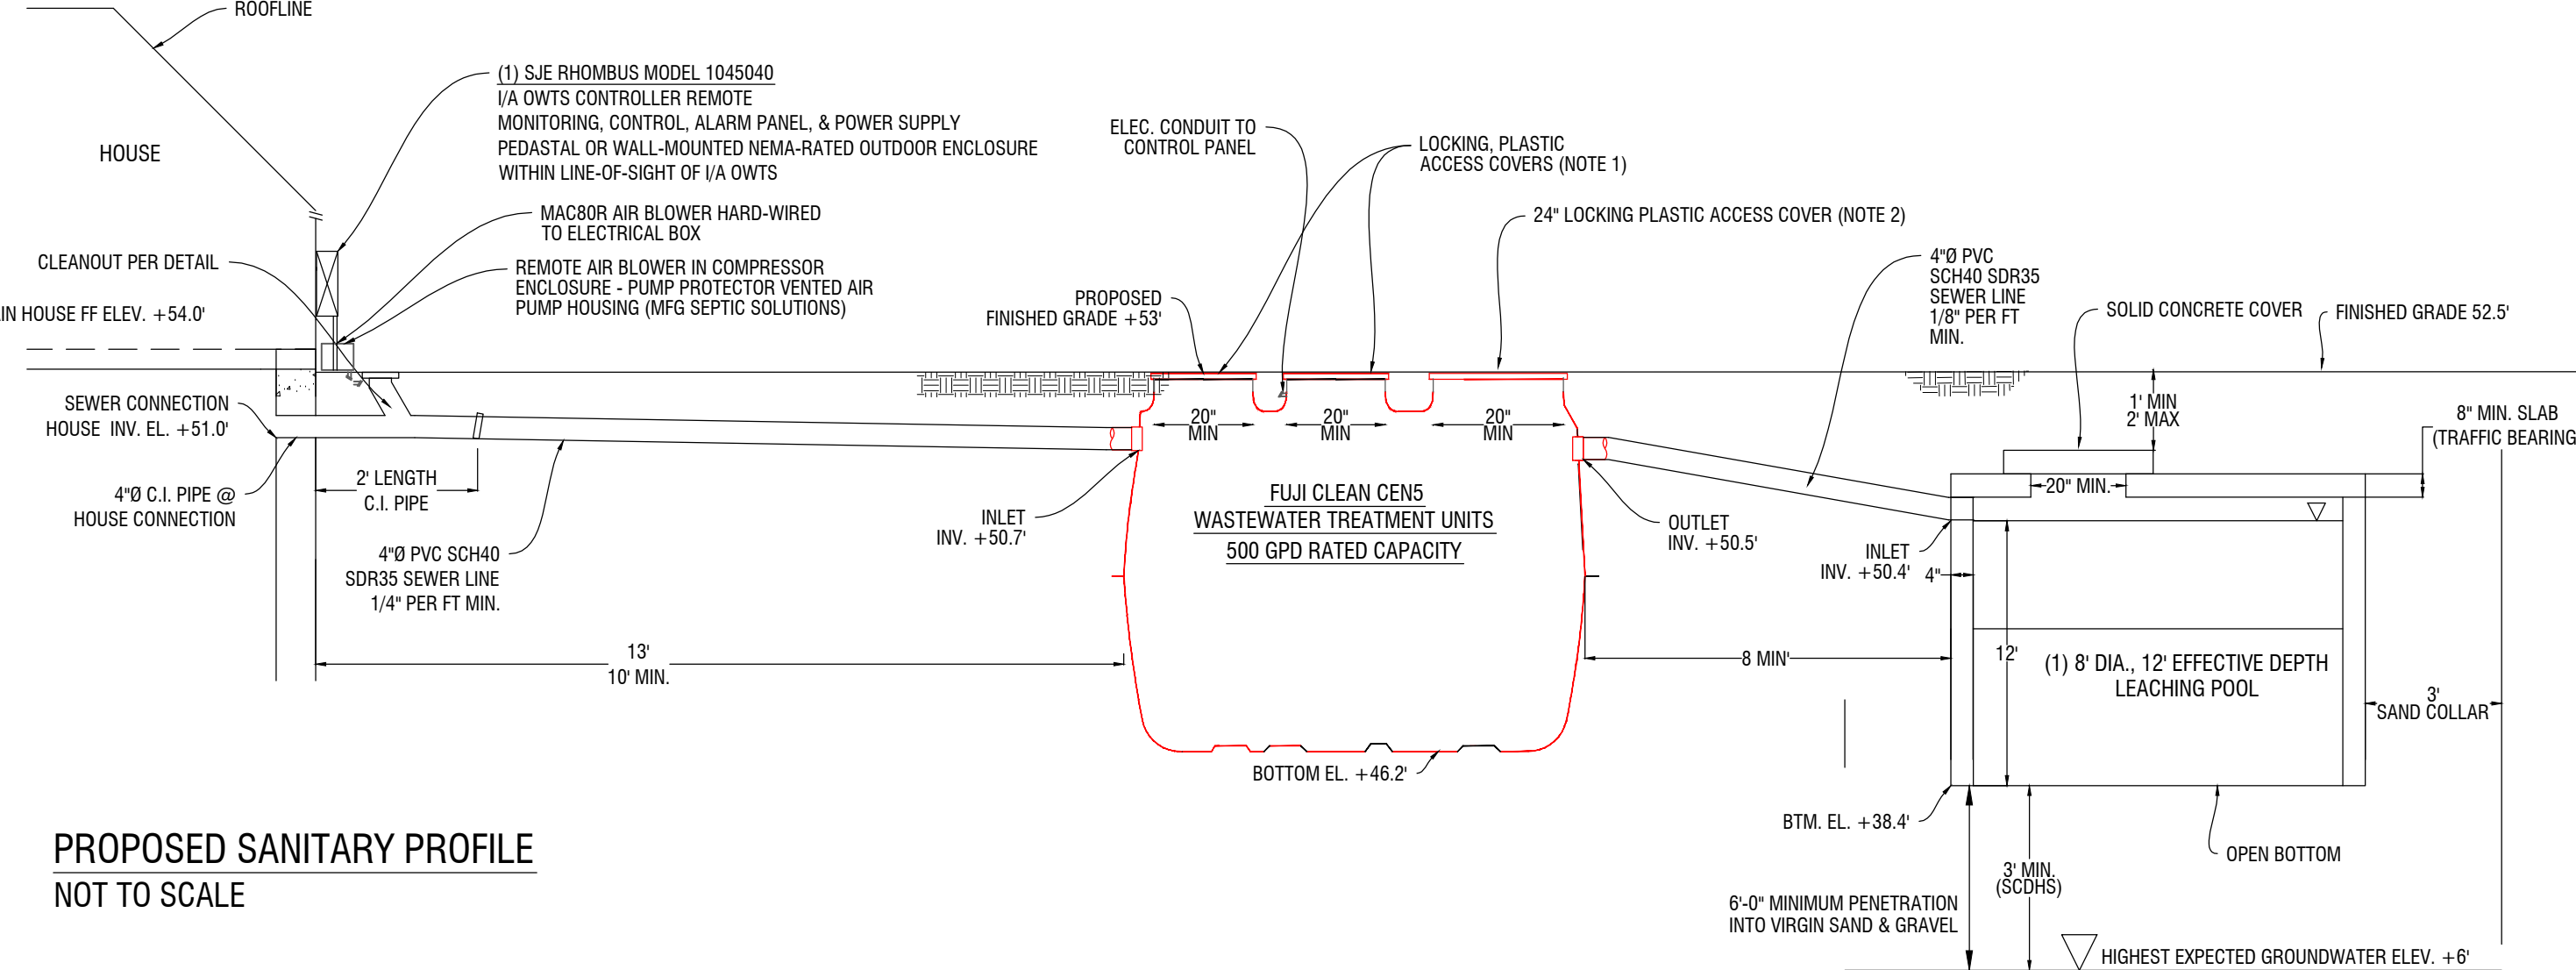 ROOFLINE
HOUSE
(1) SJE RHOMBUS MODEL 1045040
I/A OWTS CONTROLLER REMOTE
MONITORING, CONTROL, ALARM PANEL, & POWER SUPPLY
PEDASTAL OR WALL-MOUNTED NEMA-RATED OUTDOOR ENCLOSURE
WITHIN LINE-OF-SIGHT OF I/A OWTS
MAC80R AIR BLOWER HARD-WIRED
TO ELECTRICAL BOX
CLEANOUT PER DETAIL
REMOTE AIR BLOWER IN COMPRESSOR
ENCLOSURE - PUMP PROTECTOR VENTED AIR
PUMP HOUSING (MFG SEPTIC SOLUTIONS)
IN HOUSE FF ELEV. +54.0'
SEWER CONNECTION
HOUSE INV. EL. +51.0'
4"Ø C.I. PIPE @
HOUSE CONNECTION
2' LENGTH
C.I. PIPE
4"Ø PVC SCH40
SDR35 SEWER LINE
1/4" PER FT MIN.
13'
10' MIN.
ELEC. CONDUIT TO
CONTROL PANEL
LOCKING, PLASTIC
ACCESS COVERS (NOTE 1)
24" LOCKING PLASTIC ACCESS COVER (NOTE 2)
PROPOSED
FINISHED GRADE +53'
20"
MIN
20"
MIN
20"
MIN
INLET
INV. +50.7'
FUJI CLEAN CEN5
WASTEWATER TREATMENT UNITS
500 GPD RATED CAPACITY
OUTLET
INV. +50.5'
BOTTOM EL. +46.2'
4"Ø PVC
SCH40 SDR35
SEWER LINE
1/8" PER FT
MIN.
SOLID CONCRETE COVER
FINISHED GRADE 52.5'
1' MIN
2' MAX
8" MIN. SLAB
(TRAFFIC BEARING
20" MIN.
INLET
INV. +50.4'
4"
8 MIN'
12'
(1) 8' DIA., 12' EFFECTIVE DEPTH
LEACHING POOL
3'
SAND COLLAR
BTM. EL. +38.4'
OPEN BOTTOM
3' MIN.
(SCDHS)
6'-0" MINIMUM PENETRATION
INTO VIRGIN SAND & GRAVEL
HIGHEST EXPECTED GROUNDWATER ELEV. +6'
PROPOSED SANITARY PROFILE
NOT TO SCALE